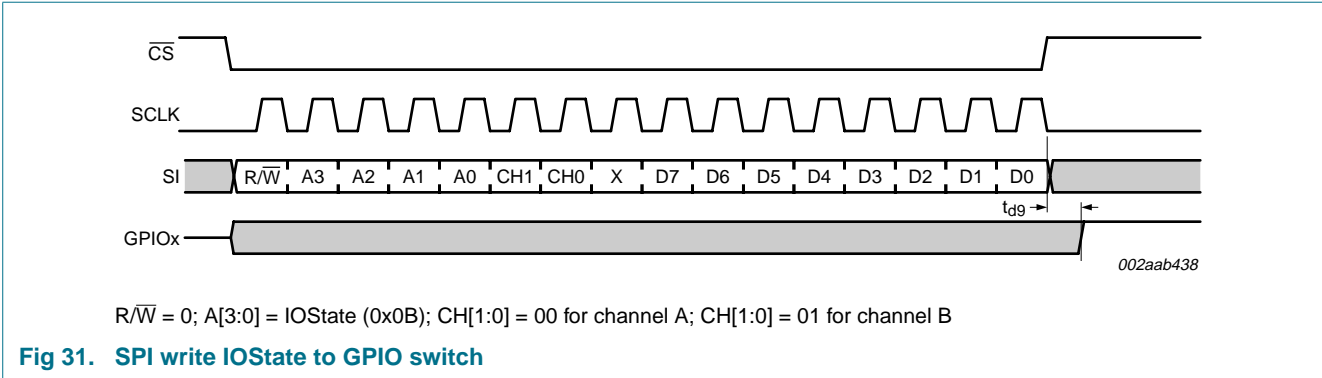 C̅S̅
SCLK
SI R/W̅ A3 A2 A1 A0 CH1 CH0 X D7 D6 D5 D4 D3 D2 D1 D0
td9
GPIOx
002aab438
R/W̅ = 0; A[3:0] = IOState (0x0B); CH[1:0] = 00 for channel A; CH[1:0] = 01 for channel B
Fig 31. SPI write IOState to GPIO switch